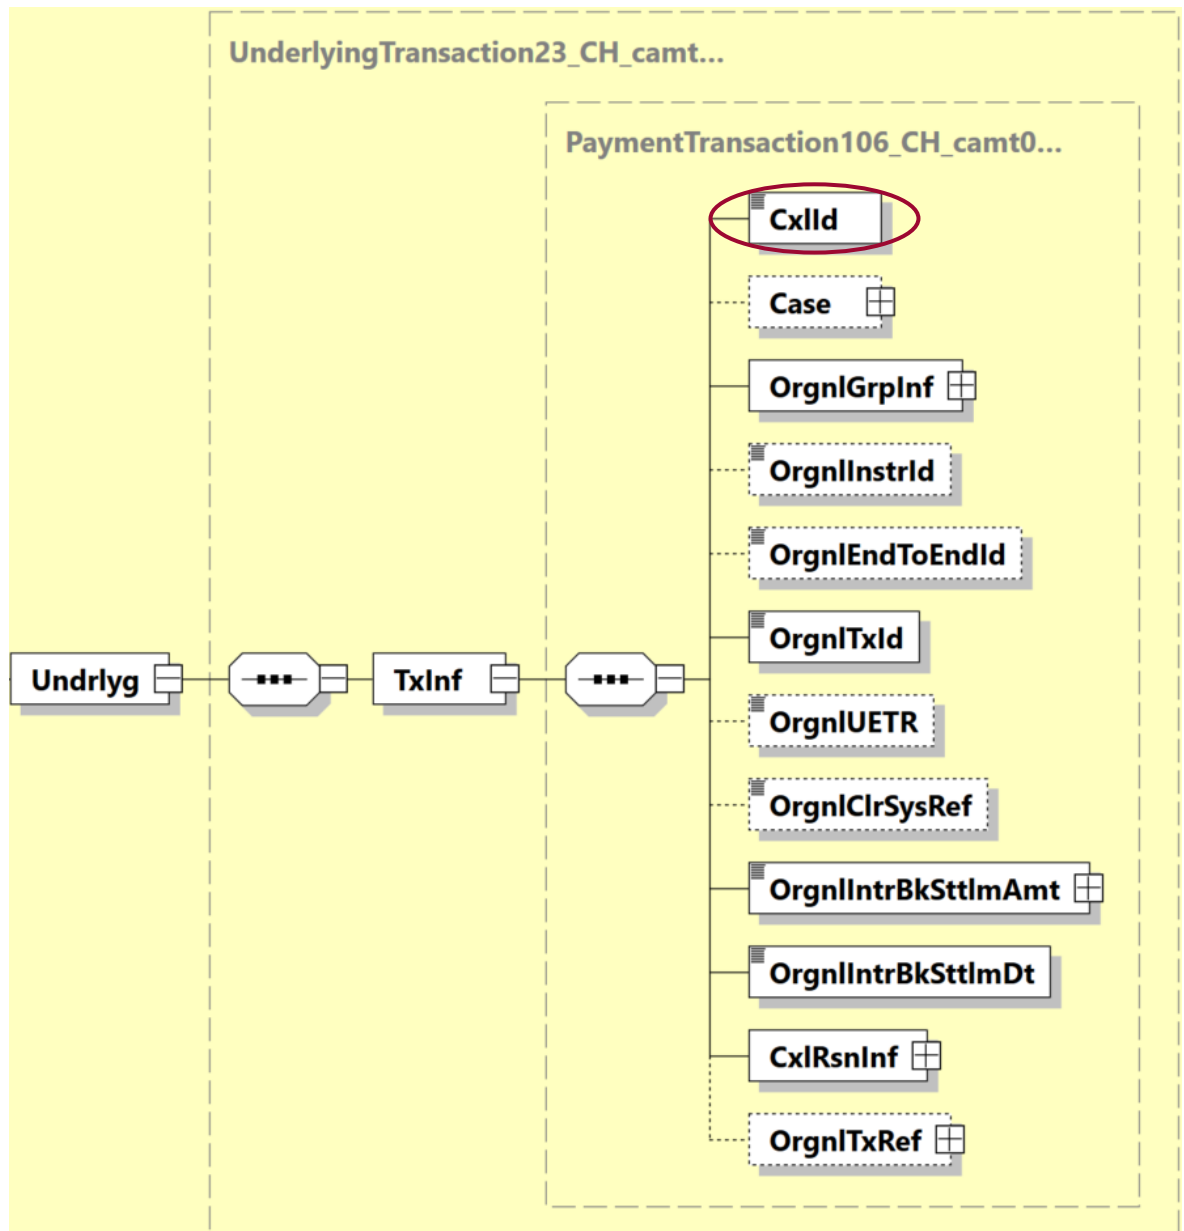 UnderlyingTransaction23_CH_camt...
PaymentTransaction106_CH_camt0...
CxlId
Case
OrgnlGrpInf
OrgnlInstrId
OrgnlEndToEndId
OrgnlTxId
Undrlyg
TxInf
OrgnlUETR
OrgnlClrSysRef
OrgnlIntrBkSttlmAmt
OrgnlIntrBkSttlmDt
CxlRsnInf
OrgnlTxRef